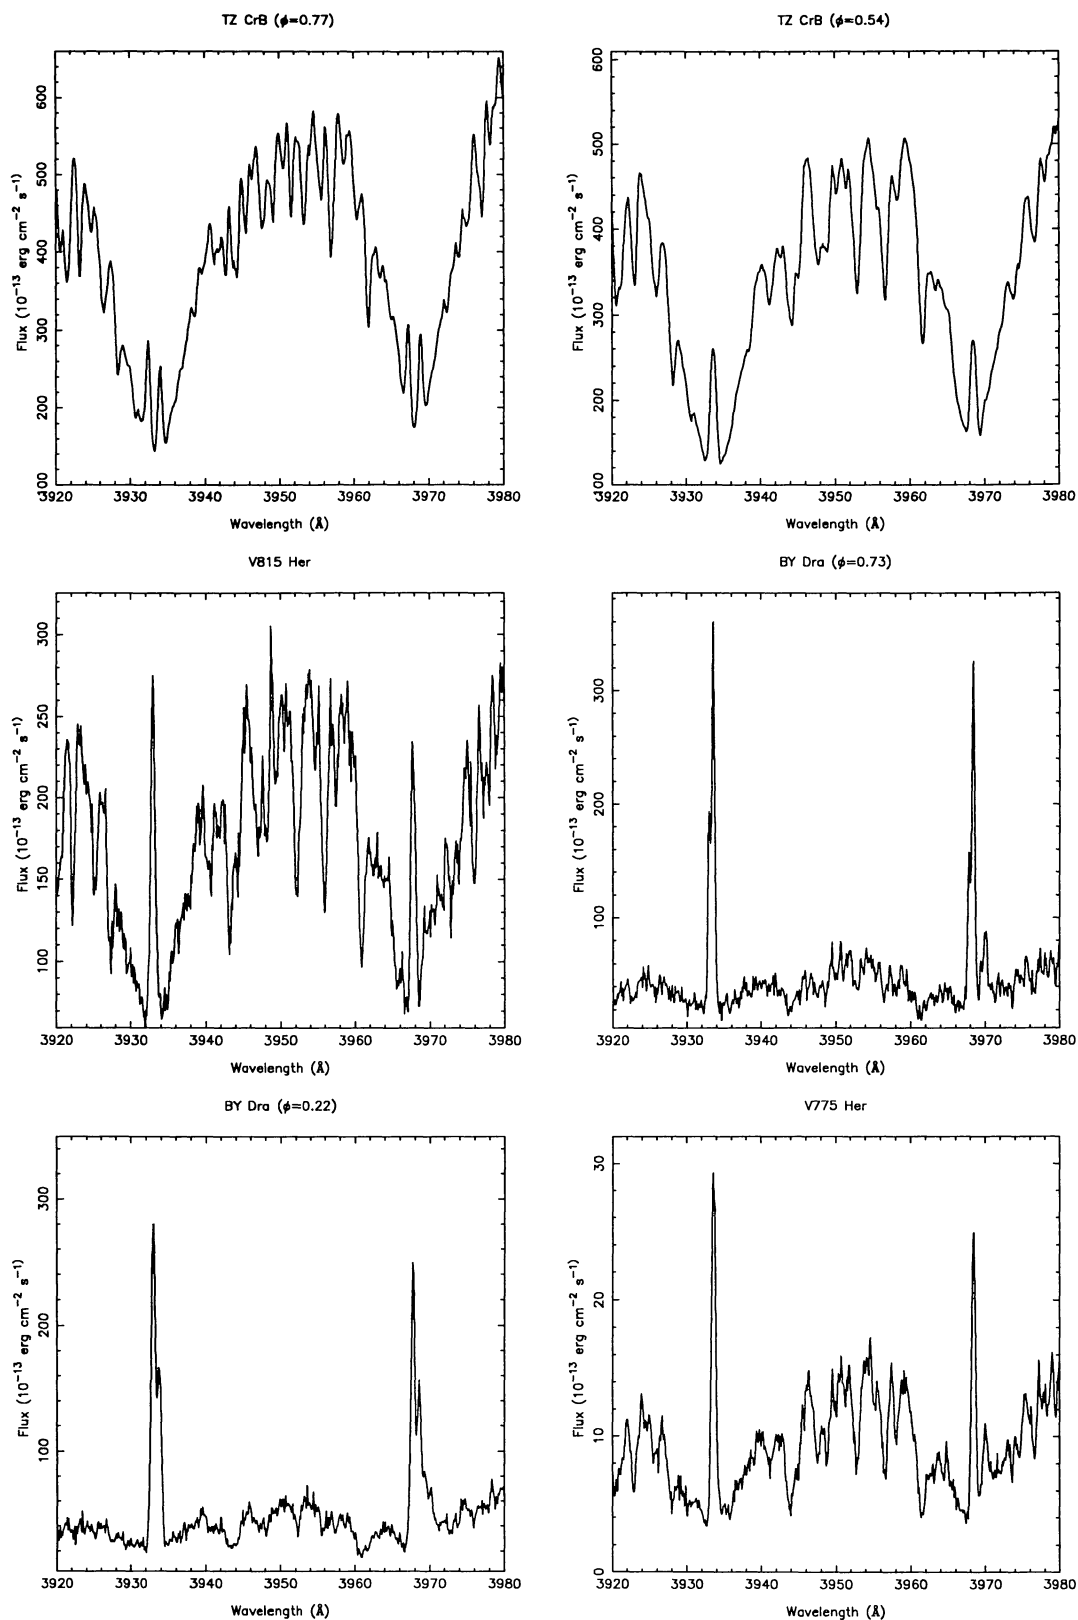 TZ CrB (ϕ=0.77)
600
500
400
300
200
100
Flux (10⁻¹³ erg cm⁻² s⁻¹)
3920 3930 3940 3950 3960 3970 3980
Wavelength (Å)
TZ CrB (ϕ=0.54)
600
500
400
300
200
100
Flux (10⁻¹³ erg cm⁻² s⁻¹)
3920 3930 3940 3950 3960 3970 3980
Wavelength (Å)
V815 Her
300
250
200
150
100
Flux (10⁻¹³ erg cm⁻² s⁻¹)
3920 3930 3940 3950 3960 3970 3980
Wavelength (Å)
BY Dra (ϕ=0.73)
300
200
100
Flux (10⁻¹³ erg cm⁻² s⁻¹)
3920 3930 3940 3950 3960 3970 3980
Wavelength (Å)
BY Dra (ϕ=0.22)
300
200
100
Flux (10⁻¹³ erg cm⁻² s⁻¹)
3920 3930 3940 3950 3960 3970 3980
Wavelength (Å)
V775 Her
30
20
10
0
Flux (10⁻¹³ erg cm⁻² s⁻¹)
3920 3930 3940 3950 3960 3970 3980
Wavelength (Å)